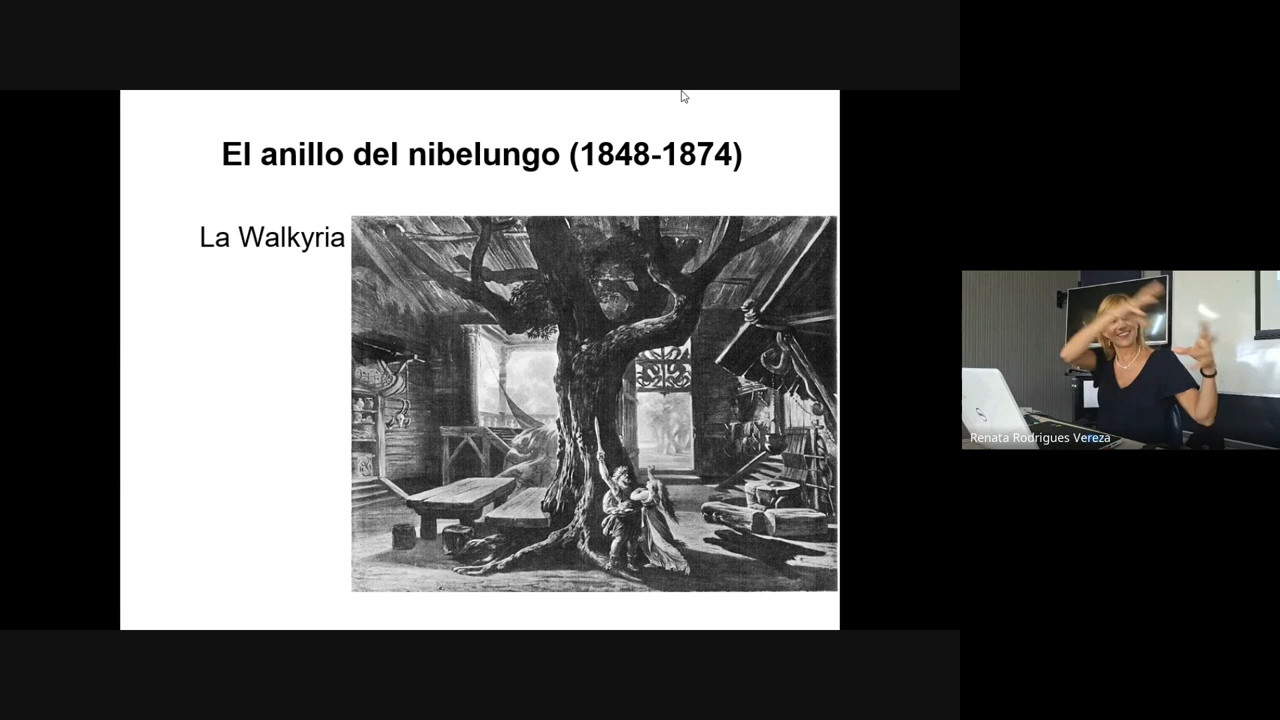 El anillo del nibelungo (1848-1874)
La Walkyria
Renata Rodrigues Vereza